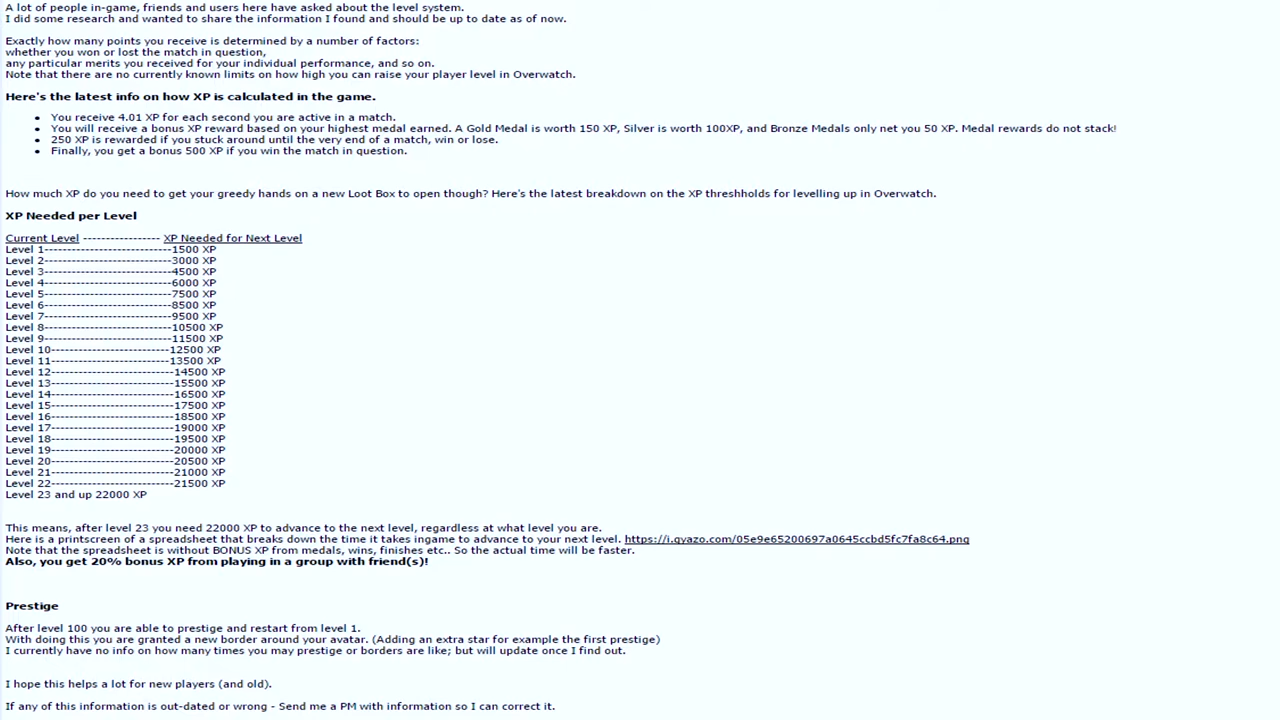 A lot of people in-game, friends and users here have asked about the level system.
I did some research and wanted to share the information I found and should be up to date as of now.
Exactly how many points you receive is determined by a number of factors:
whether you won or lost the match in question,
any particular merits you received for your individual performance, and so on.
Note that there are no currently known limits on how high you can raise your player level in Overwatch.
Here's the latest info on how XP is calculated in the game.
• You receive 4.01 XP for each second you are active in a match.
• You will receive a bonus XP reward based on your highest medal earned. A Gold Medal is worth 150 XP, Silver is worth 100XP, and Bronze Medals only net you 50 XP. Medal rewards do not stack!
• 250 XP is rewarded if you stuck around until the very end of a match, win or lose.
• Finally, you get a bonus 500 XP if you win the match in question.
How much XP do you need to get your greedy hands on a new Loot Box to open though? Here's the latest breakdown on the XP threshholds for levelling up in Overwatch.
XP Needed per Level
Current Level ----------------- XP Needed for Next Level
Level 1----------------------------1500 XP
Level 2----------------------------3000 XP
Level 3----------------------------4500 XP
Level 4----------------------------6000 XP
Level 5----------------------------7500 XP
Level 6----------------------------8500 XP
Level 7----------------------------9500 XP
Level 8----------------------------10500 XP
Level 9----------------------------11500 XP
Level 10--------------------------12500 XP
Level 11--------------------------13500 XP
Level 12---------------------------14500 XP
Level 13---------------------------15500 XP
Level 14---------------------------16500 XP
Level 15---------------------------17500 XP
Level 16---------------------------18500 XP
Level 17---------------------------19000 XP
Level 18---------------------------19500 XP
Level 19---------------------------20000 XP
Level 20---------------------------20500 XP
Level 21---------------------------21000 XP
Level 22---------------------------21500 XP
Level 23 and up 22000 XP
This means, after level 23 you need 22000 XP to advance to the next level, regardless at what level you are.
Here is a printscreen of a spreadsheet that breaks down the time it takes ingame to advance to your next level. https://i.gyazo.com/05e9e65200697a0645ccbd5fc7fa8c64.png
Note that the spreadsheet is without BONUS XP from medals, wins, finishes etc.. So the actual time will be faster.
Also, you get 20% bonus XP from playing in a group with friend(s)!
Prestige
After level 100 you are able to prestige and restart from level 1.
With doing this you are granted a new border around your avatar. (Adding an extra star for example the first prestige)
I currently have no info on how many times you may prestige or borders are like; but will update once I find out.
I hope this helps a lot for new players (and old).
If any of this information is out-dated or wrong - Send me a PM with information so I can correct it.